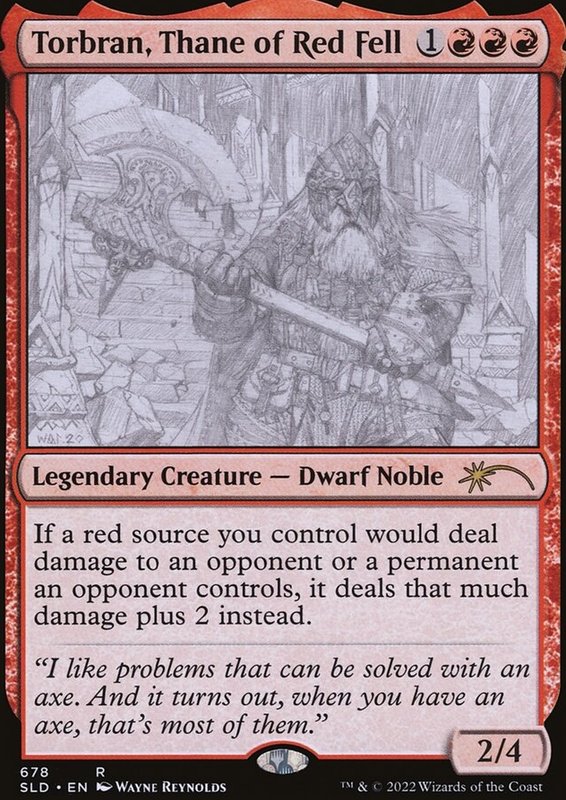 Torbran, Thane of Red Fell 1
Legendary Creature — Dwarf Noble
If a red source you control would deal
damage to an opponent or a permanent
an opponent controls, it deals that much
damage plus 2 instead.
“I like problems that can be solved with an
axe. And it turns out, when you have an
axe, that’s most of them.”
2/4
678 R
SLD • EN WAYNE REYNOLDS
™ & © 2022 Wizards of the Coast